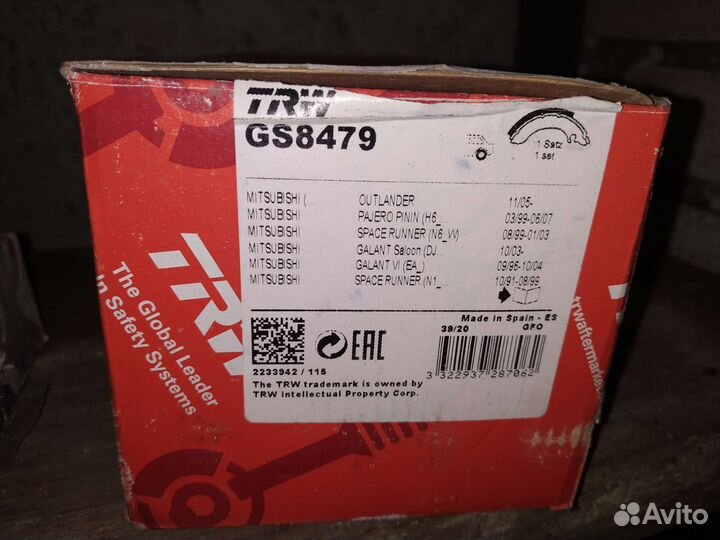 TRW
GS8479
1 Satz
1 set
MITSUBISHI (... OUTLANDER 11/05-
MITSUBISHI PAJERO PININ (H6_... 03/99-06/07
MITSUBISHI SPACE RUNNER (N6_W) 08/99-01/03
MITSUBISHI GALANT Saloon (DJ... 10/03-
MITSUBISHI GALANT VI (EA_) 09/96-10/04
MITSUBISHI SPACE RUNNER (N1_... 10/91-08/99
Made in Spain - ES
39/20 GFO
EAC
2233942 / 115
3 322937 287062
The TRW trademark is owned by
TRW Intellectual Property Corp.
TRW
The Global Leader
In Safety Systems
trwaftermarket
Avito